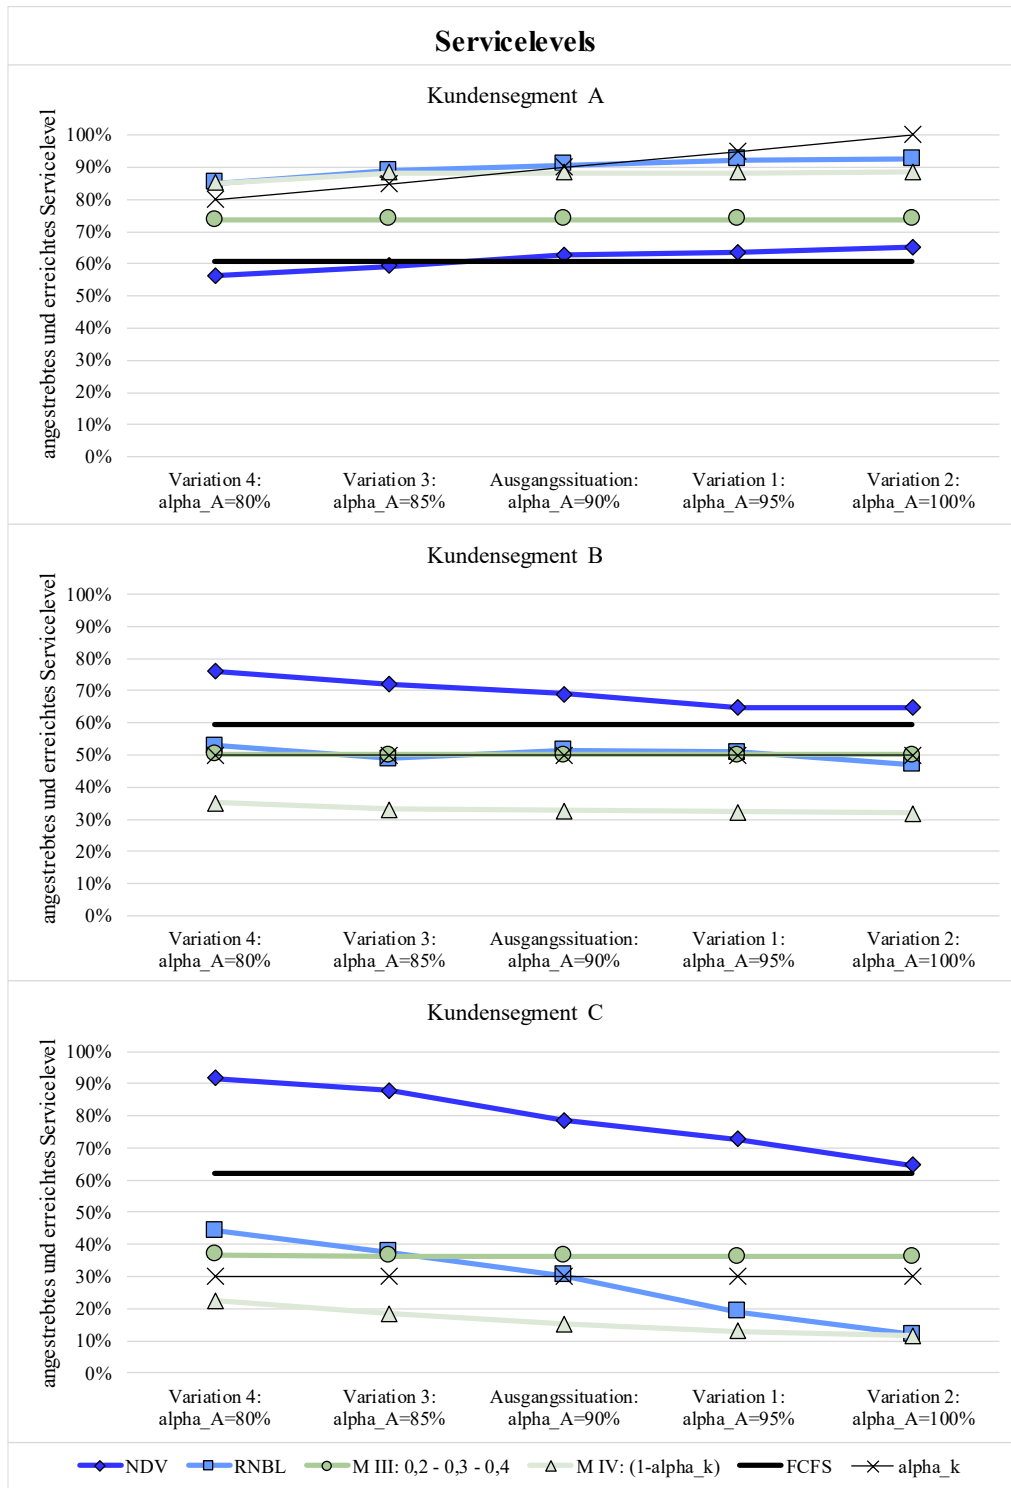 Servicelevels
Kundensegment A
angestrebtes und erreichtes Servicelevel
100%
90%
80%
70%
60%
50%
40%
30%
20%
10%
0%
Variation 4: Variation 3: Ausgangssituation: Variation 1: Variation 2:
alpha_A=80% alpha_A=85% alpha_A=90% alpha_A=95% alpha_A=100%
Kundensegment B
angestrebtes und erreichtes Servicelevel
100%
90%
80%
70%
60%
50%
40%
30%
20%
10%
0%
Variation 4: Variation 3: Ausgangssituation: Variation 1: Variation 2:
alpha_A=80% alpha_A=85% alpha_A=90% alpha_A=95% alpha_A=100%
Kundensegment C
angestrebtes und erreichtes Servicelevel
100%
90%
80%
70%
60%
50%
40%
30%
20%
10%
0%
Variation 4: Variation 3: Ausgangssituation: Variation 1: Variation 2:
alpha_A=80% alpha_A=85% alpha_A=90% alpha_A=95% alpha_A=100%
NDV RNBL M III: 0,2 - 0,3 - 0,4 M IV: (1-alpha_k) FCFS alpha_k